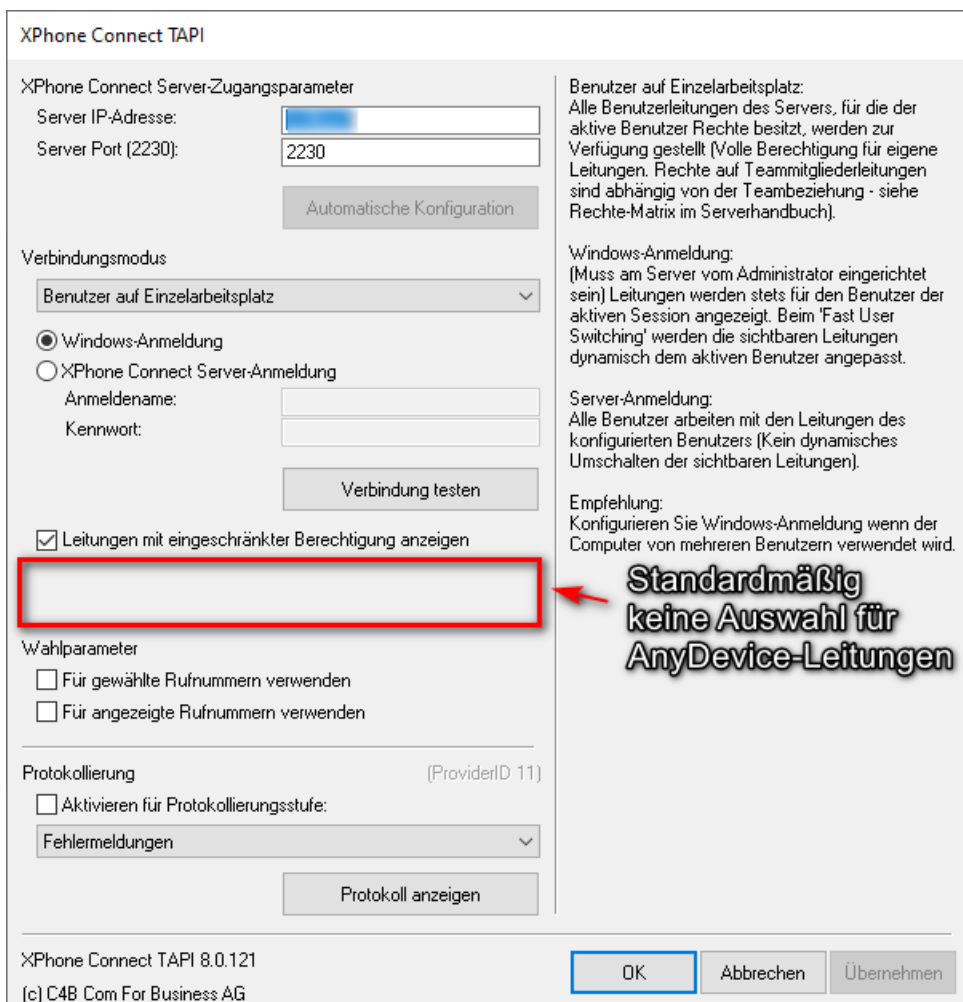 XPhone Connect TAPI
XPhone Connect Server-Zugangsparameter
Server IP-Adresse:
Server Port (2230):
2230
Automatische Konfiguration
Verbindungsmodus
Benutzer auf Einzelarbeitsplatz
Windows-Anmeldung
XPhone Connect Server-Anmeldung
Anmeldename:
Kennwort:
Verbindung testen
Leitungen mit eingeschränkter Berechtigung anzeigen
Wahlparameter
Für gewählte Rufnummern verwenden
Für angezeigte Rufnummern verwenden
Protokollierung
(ProviderID 11)
Aktivieren für Protokollierungsstufe:
Fehlermeldungen
Protokoll anzeigen
Benutzer auf Einzelarbeitsplatz:
Alle Benutzerleitungen des Servers, für die der
aktive Benutzer Rechte besitzt, werden zur
Verfügung gestellt (Volle Berechtigung für eigene
Leitungen. Rechte auf Teammitgliederleitungen
sind abhängig von der Teambeziehung - siehe
Rechte-Matrix im Serverhandbuch).
Windows-Anmeldung:
(Muss am Server vom Administrator eingerichtet
sein) Leitungen werden stets für den Benutzer der
aktiven Session angezeigt. Beim 'Fast User
Switching' werden die sichtbaren Leitungen
dynamisch dem aktiven Benutzer angepasst.
Server-Anmeldung:
Alle Benutzer arbeiten mit den Leitungen des
konfigurierten Benutzers (Kein dynamisches
Umschalten der sichtbaren Leitungen).
Empfehlung:
Konfigurieren Sie Windows-Anmeldung wenn der
Computer von mehreren Benutzern verwendet wird.
Standardmäßig
keine Auswahl für
AnyDevice-Leitungen
XPhone Connect TAPI 8.0.121
(c) C4B Com For Business AG
OK
Abbrechen
Übernehmen